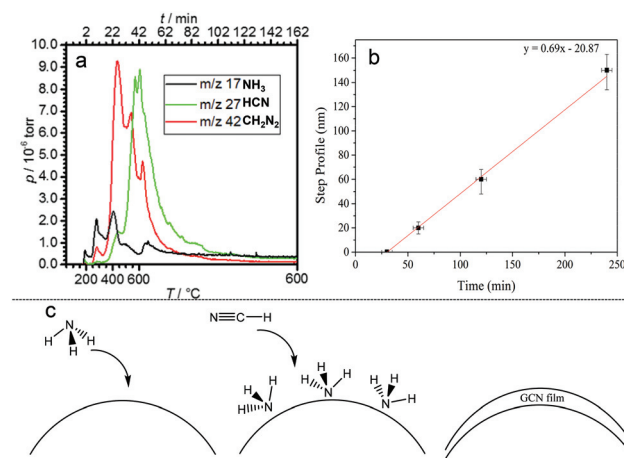 t / min
2 22 42 62 82 102 122 142 162
a
10.0
9.0
8.0
7.0
6.0
5.0
4.0
3.0
2.0
1.0
0.0
p / 10⁻⁶ torr
m/z 17 NH₃
m/z 27 HCN
m/z 42 CH₂N₂
200 400 600 600
T / °C
b
y = 0.69x - 20.87
160
140
120
100
80
60
40
20
0
Step Profile (nm)
0 50 100 150 200 250
Time (min)
c
N
H H
H
N C H
H H H
N N N
H H H H H H
GCN film